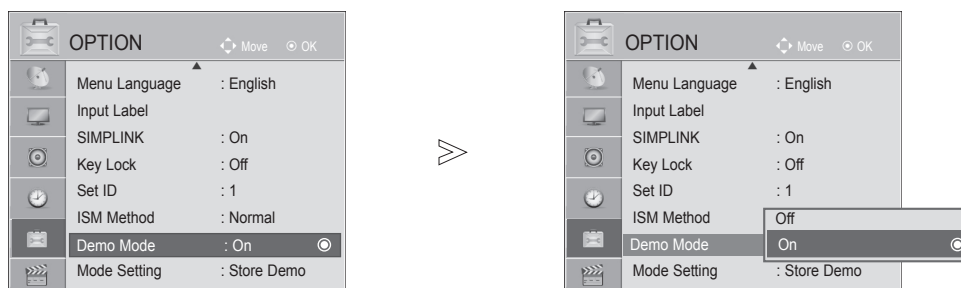 OPTION
Move OK
Menu Language : English
Input Label
SIMPLINK : On
Key Lock : Off
Set ID : 1
ISM Method : Normal
Demo Mode : On
Mode Setting : Store Demo
OPTION
Move OK
Menu Language : English
Input Label
SIMPLINK : On
Key Lock : Off
Set ID : 1
ISM Method
Off
Demo Mode
On
Mode Setting : Store Demo